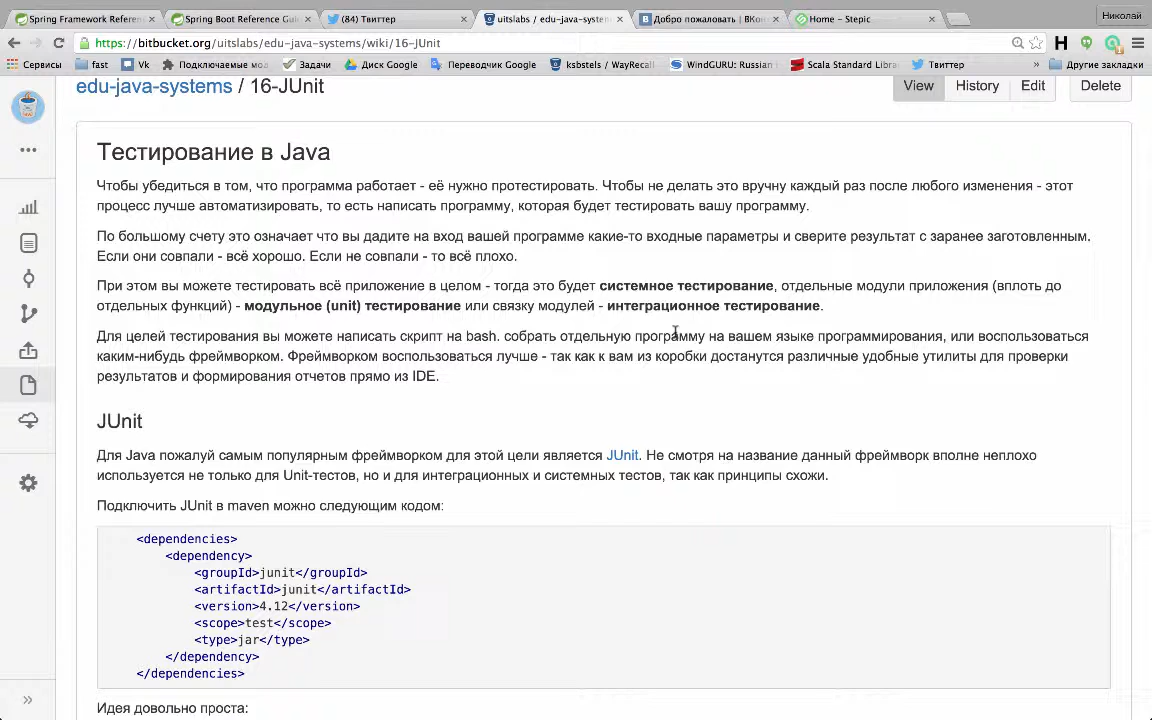 Spring Framework Referen
Spring Boot Reference Gui
(84) Твиттер
uitslabs / edu-java-system
Добро пожаловать | ВКон
Home – Stepic
Николай
https://bitbucket.org/uitslabs/edu-java-systems/wiki/16-JUnit
Сервисы
fast
Vk
Подключаемые мод
Задачи
Диск Google
Переводчик Google
ksbstels / WayRecall
WindGURU: Russian
Scala Standard Libra
Твиттер
»
Другие закладки
edu-java-systems / 16-JUnit
View
History
Edit
Delete
Тестирование в Java
Чтобы убедиться в том, что программа работает - её нужно протестировать. Чтобы не делать это вручную каждый раз после любого изменения - этот
процесс лучше автоматизировать, то есть написать программу, которая будет тестировать вашу программу.
По большому счету это означает что вы дадите на вход вашей программе какие-то входные параметры и сверите результат с заранее заготовленным.
Если они совпали - всё хорошо. Если не совпали - то всё плохо.
При этом вы можете тестировать всё приложение в целом - тогда это будет системное тестирование, отдельные модули приложения (вплоть до
отдельных функций) - модульное (unit) тестирование или связку модулей - интеграционное тестирование.
Для целей тестирования вы можете написать скрипт на bash. собрать отдельную программу на вашем языке программирования, или воспользоваться
каким-нибудь фреймворком. Фреймворком воспользоваться лучше - так как к вам из коробки достанутся различные удобные утилиты для проверки
результатов и формирования отчетов прямо из IDE.
JUnit
Для Java пожалуй самым популярным фреймворком для этой цели является JUnit. Не смотря на название данный фреймворк вполне неплохо
используется не только для Unit-тестов, но и для интеграционных и системных тестов, так как принципы схожи.
Подключить JUnit в maven можно следующим кодом:
<dependencies>
<dependency>
<groupId>junit</groupId>
<artifactId>junit</artifactId>
<version>4.12</version>
<scope>test</scope>
<type>jar</type>
</dependency>
</dependencies>
Идея довольно проста: